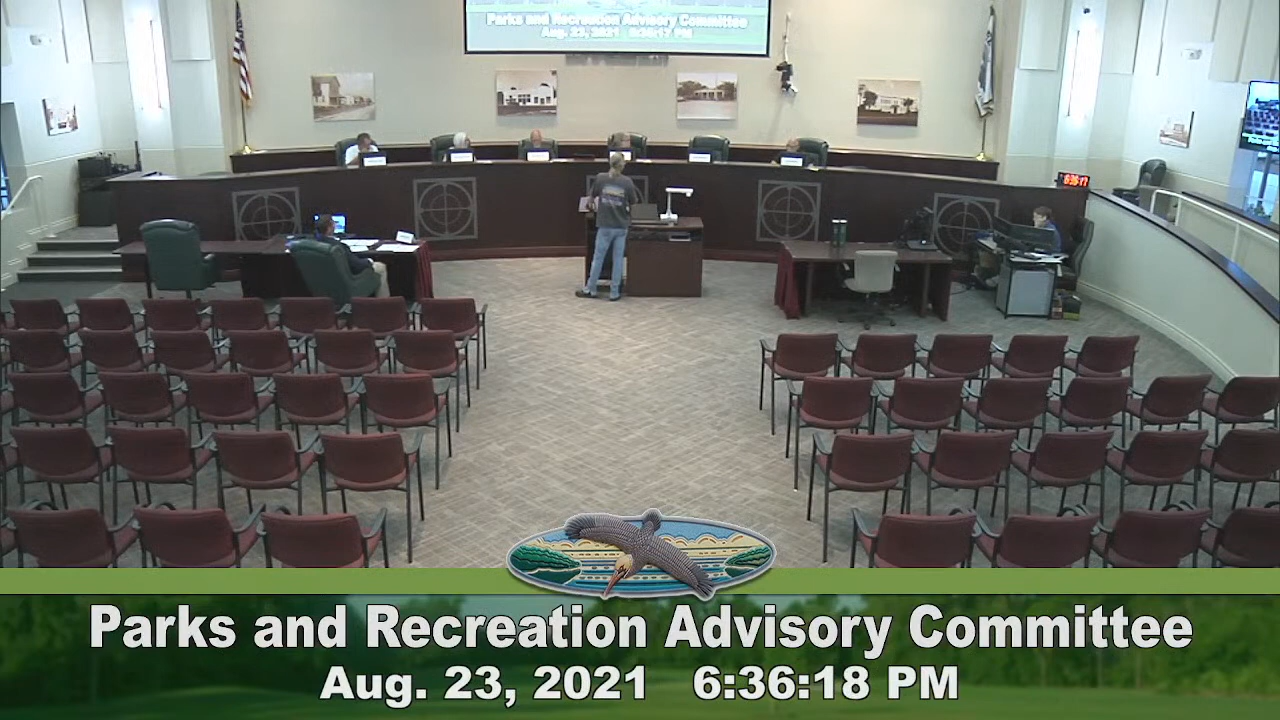 Parks and Recreation Advisory Committee
Aug. 23, 2021 6:36:17 PM
6:36:17
Parks and Recreation Advisory Committee
Aug. 23, 2021 6:36:18 PM